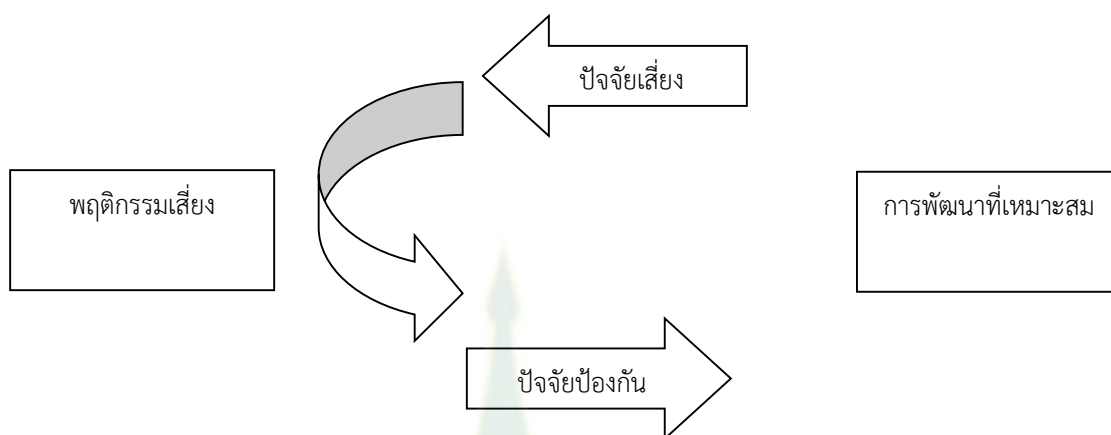 ปัจจัยเสี่ยง
พฤติกรรมเสี่ยง
การพัฒนาที่เหมาะสม
ปัจจัยป้องกัน